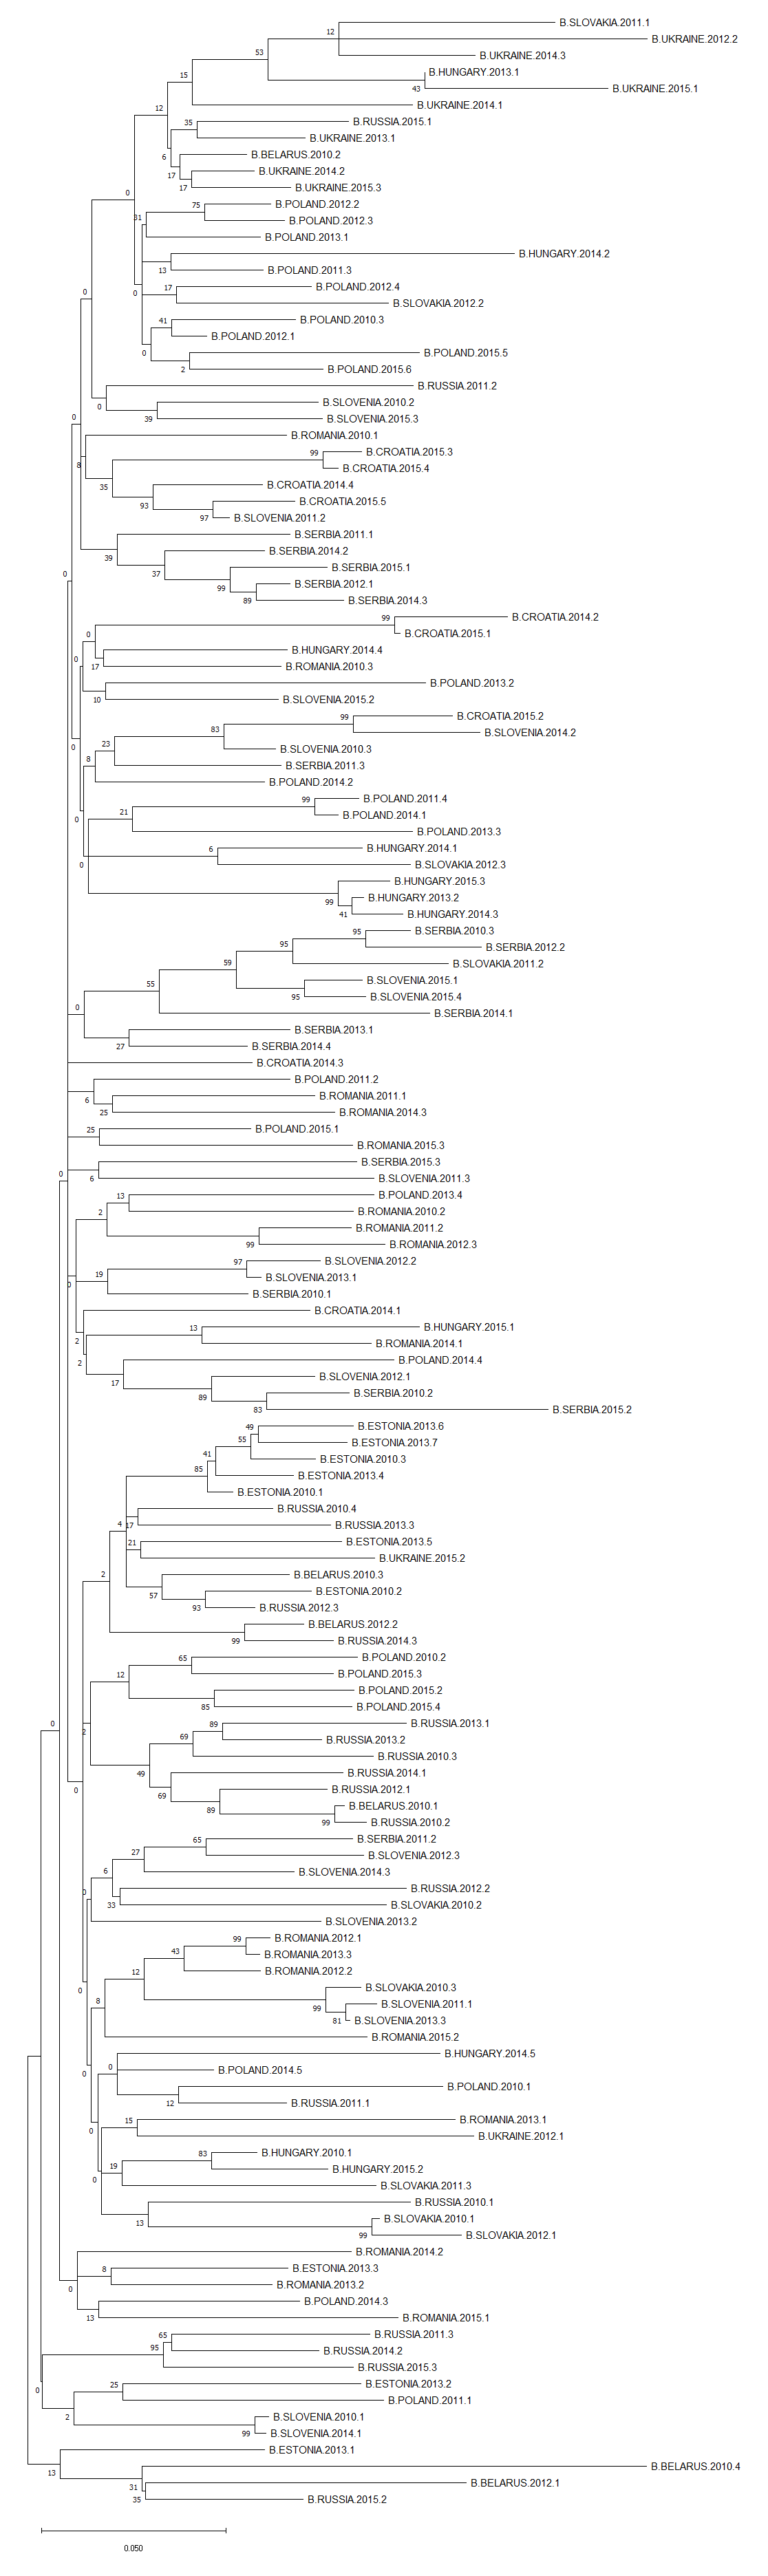 B.SLOVAKIA.2011.1
12
B.UKRAINE.2012.2
53
B.UKRAINE.2014.3
15
B.HUNGARY.2013.1
43
B.UKRAINE.2015.1
12
B.UKRAINE.2014.1
35
B.RUSSIA.2015.1
B.UKRAINE.2013.1
6
B.BELARUS.2010.2
17
B.UKRAINE.2014.2
17
B.UKRAINE.2015.3
0
75
B.POLAND.2012.2
31
B.POLAND.2012.3
B.POLAND.2013.1
B.HUNGARY.2014.2
13
B.POLAND.2011.3
17
B.POLAND.2012.4
0
0
B.SLOVAKIA.2012.2
41
B.POLAND.2010.3
B.POLAND.2012.1
0
B.POLAND.2015.5
2
B.POLAND.2015.6
B.RUSSIA.2011.2
0
B.SLOVENIA.2010.2
0
39
B.SLOVENIA.2015.3
B.ROMANIA.2010.1
99
B.CROATIA.2015.3
8
B.CROATIA.2015.4
35
B.CROATIA.2014.4
93
B.CROATIA.2015.5
97
B.SLOVENIA.2011.2
B.SERBIA.2011.1
39
B.SERBIA.2014.2
37
B.SERBIA.2015.1
0
99
B.SERBIA.2012.1
89
B.SERBIA.2014.3
99
B.CROATIA.2014.2
0
B.CROATIA.2015.1
B.HUNGARY.2014.4
0
17
B.ROMANIA.2010.3
B.POLAND.2013.2
10
B.SLOVENIA.2015.2
99
B.CROATIA.2015.2
83
B.SLOVENIA.2014.2
23
B.SLOVENIA.2010.3
0
8
B.SERBIA.2011.3
B.POLAND.2014.2
99
B.POLAND.2011.4
21
B.POLAND.2014.1
0
B.POLAND.2013.3
6
B.HUNGARY.2014.1
0
B.SLOVAKIA.2012.3
B.HUNGARY.2015.3
99
B.HUNGARY.2013.2
41
B.HUNGARY.2014.3
95
B.SERBIA.2010.3
95
B.SERBIA.2012.2
59
B.SLOVAKIA.2011.2
55
B.SLOVENIA.2015.1
95
B.SLOVENIA.2015.4
0
B.SERBIA.2014.1
B.SERBIA.2013.1
27
B.SERBIA.2014.4
B.CROATIA.2014.3
B.POLAND.2011.2
6
B.ROMANIA.2011.1
25
B.ROMANIA.2014.3
25
B.POLAND.2015.1
B.ROMANIA.2015.3
B.SERBIA.2015.3
0
6
B.SLOVENIA.2011.3
13
B.POLAND.2013.4
2
B.ROMANIA.2010.2
B.ROMANIA.2011.2
99
B.ROMANIA.2012.3
97
B.SLOVENIA.2012.2
19
B.SLOVENIA.2013.1
0
B.SERBIA.2010.1
B.CROATIA.2014.1
13
B.HUNGARY.2015.1
2
B.ROMANIA.2014.1
2
B.POLAND.2014.4
17
B.SLOVENIA.2012.1
89
B.SERBIA.2010.2
83
B.SERBIA.2015.2
49
B.ESTONIA.2013.6
55
B.ESTONIA.2013.7
41
B.ESTONIA.2010.3
85
B.ESTONIA.2013.4
B.ESTONIA.2010.1
B.RUSSIA.2010.4
4
17
B.RUSSIA.2013.3
21
B.ESTONIA.2013.5
B.UKRAINE.2015.2
2
B.BELARUS.2010.3
57
B.ESTONIA.2010.2
93
B.RUSSIA.2012.3
B.BELARUS.2012.2
99
B.RUSSIA.2014.3
65
B.POLAND.2010.2
12
B.POLAND.2015.3
B.POLAND.2015.2
85
B.POLAND.2015.4
0
89
B.RUSSIA.2013.1
2
69
B.RUSSIA.2013.2
B.RUSSIA.2010.3
49
B.RUSSIA.2014.1
69
B.RUSSIA.2012.1
0
89
B.BELARUS.2010.1
99
B.RUSSIA.2010.2
65
B.SERBIA.2011.2
27
B.SLOVENIA.2012.3
6
B.SLOVENIA.2014.3
0
B.RUSSIA.2012.2
33
B.SLOVAKIA.2010.2
B.SLOVENIA.2013.2
99
B.ROMANIA.2012.1
43
B.ROMANIA.2013.3
12
B.ROMANIA.2012.2
0
B.SLOVAKIA.2010.3
8
99
B.SLOVENIA.2011.1
81
B.SLOVENIA.2013.3
B.ROMANIA.2015.2
B.HUNGARY.2014.5
0
0
B.POLAND.2014.5
B.POLAND.2010.1
12
B.RUSSIA.2011.1
15
B.ROMANIA.2013.1
0
B.UKRAINE.2012.1
83
B.HUNGARY.2010.1
19
B.HUNGARY.2015.2
0
B.SLOVAKIA.2011.3
B.RUSSIA.2010.1
13
B.SLOVAKIA.2010.1
99
B.SLOVAKIA.2012.1
B.ROMANIA.2014.2
8
B.ESTONIA.2013.3
0
B.ROMANIA.2013.2
B.POLAND.2014.3
13
B.ROMANIA.2015.1
65
B.RUSSIA.2011.3
95
B.RUSSIA.2014.2
B.RUSSIA.2015.3
0
25
B.ESTONIA.2013.2
B.POLAND.2011.1
2
B.SLOVENIA.2010.1
99
B.SLOVENIA.2014.1
B.ESTONIA.2013.1
13
B.BELARUS.2010.4
31
B.BELARUS.2012.1
35
B.RUSSIA.2015.2
0.050